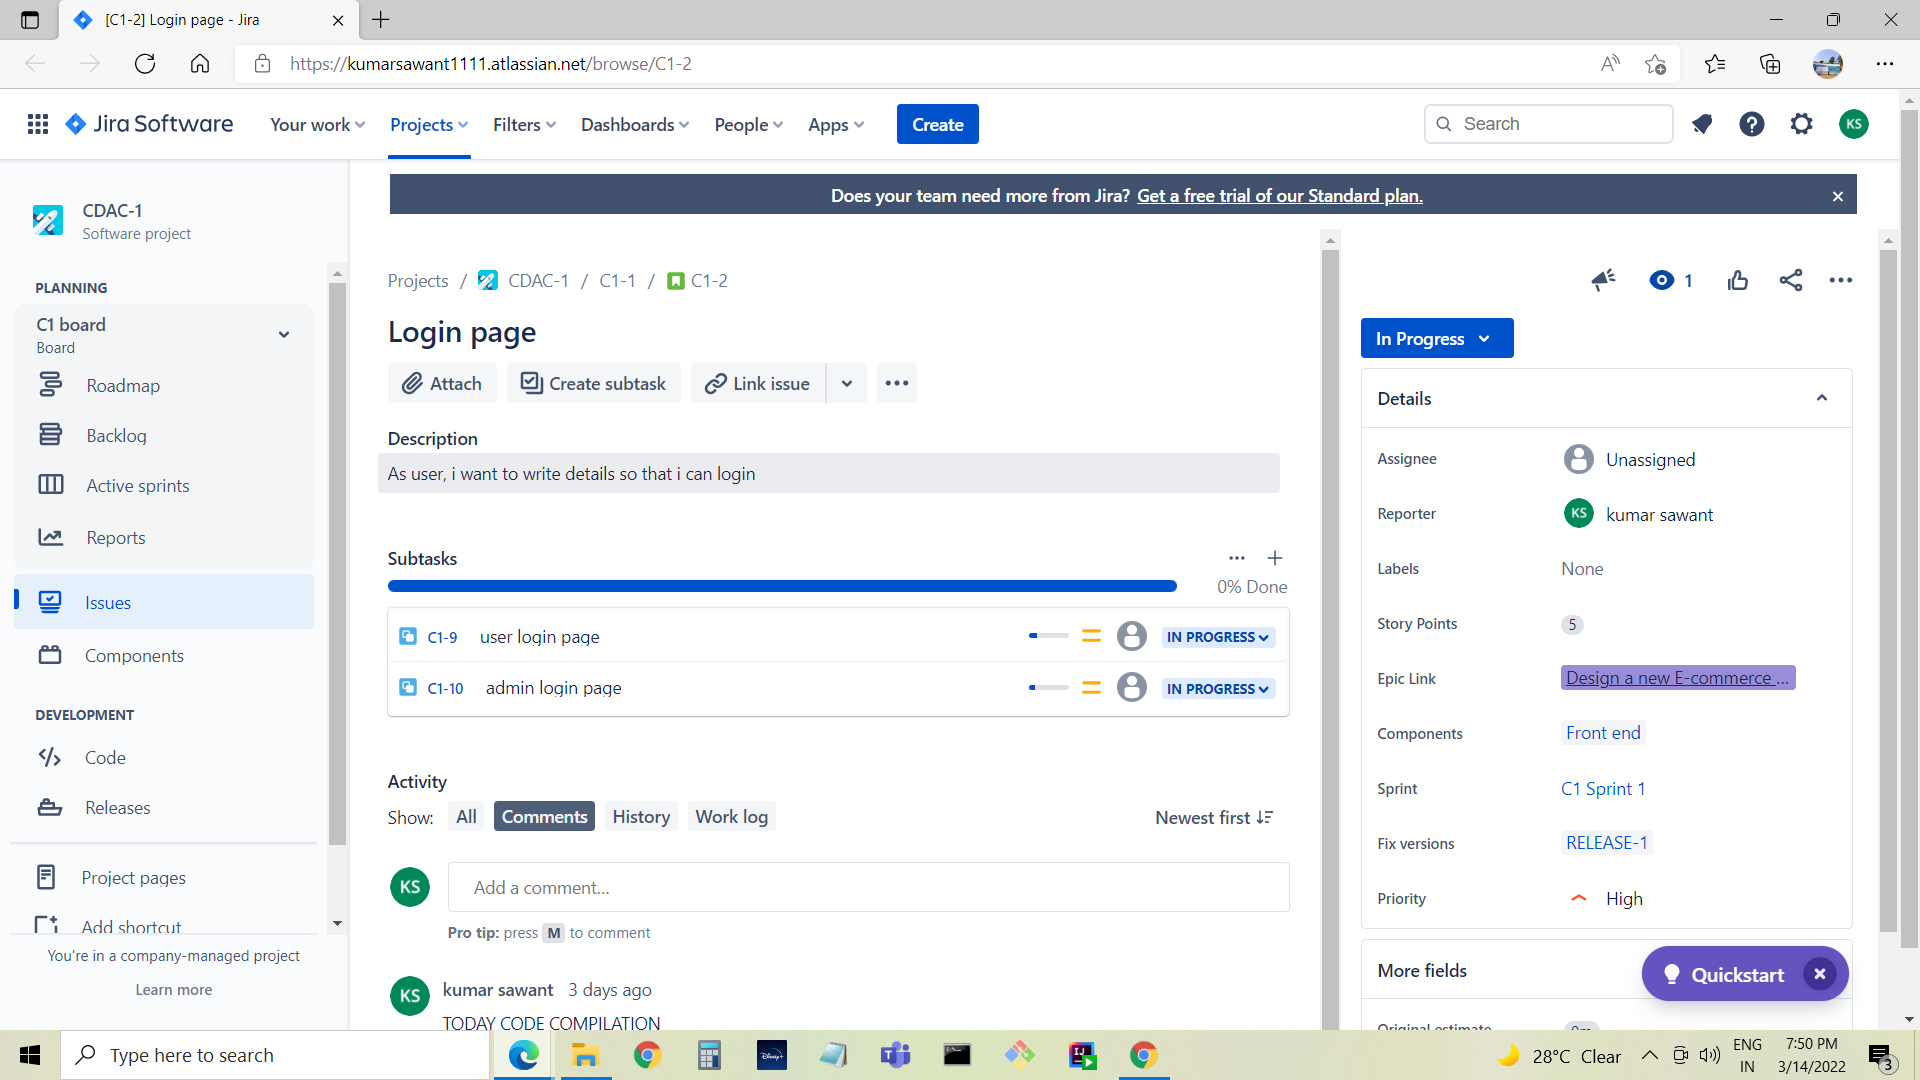 [C1-2] Login page - Jira
https://kumarsawant1111.atlassian.net/browse/C1-2
Jira Software
Your work
Projects
Filters
Dashboards
People
Apps
Create
Search
KS
Does your team need more from Jira? Get a free trial of our Standard plan.
CDAC-1
Software project
PLANNING
C1 board
Board
Roadmap
Backlog
Active sprints
Reports
Issues
Components
DEVELOPMENT
Code
Releases
Project pages
Add shortcut
You're in a company-managed project
Learn more
Projects / CDAC-1 / C1-1 / C1-2
Login page
Attach
Create subtask
Link issue
Description
As user, i want to write details so that i can login
Subtasks
0% Done
C1-9 user login page IN PROGRESS
C1-10 admin login page IN PROGRESS
Activity
Show: All Comments History Work log Newest first
KS
Add a comment...
Pro tip: press M to comment
KS
kumar sawant 3 days ago
TODAY CODE COMPILATION
1
In Progress
Details
Assignee Unassigned
Reporter KS kumar sawant
Labels None
Story Points 5
Epic Link Design a new E-commerce ...
Components Front end
Sprint C1 Sprint 1
Fix versions RELEASE-1
Priority High
More fields
Quickstart
Original estimate 0m
Type here to search
28°C Clear
ENG
IN
7:50 PM
3/14/2022
3